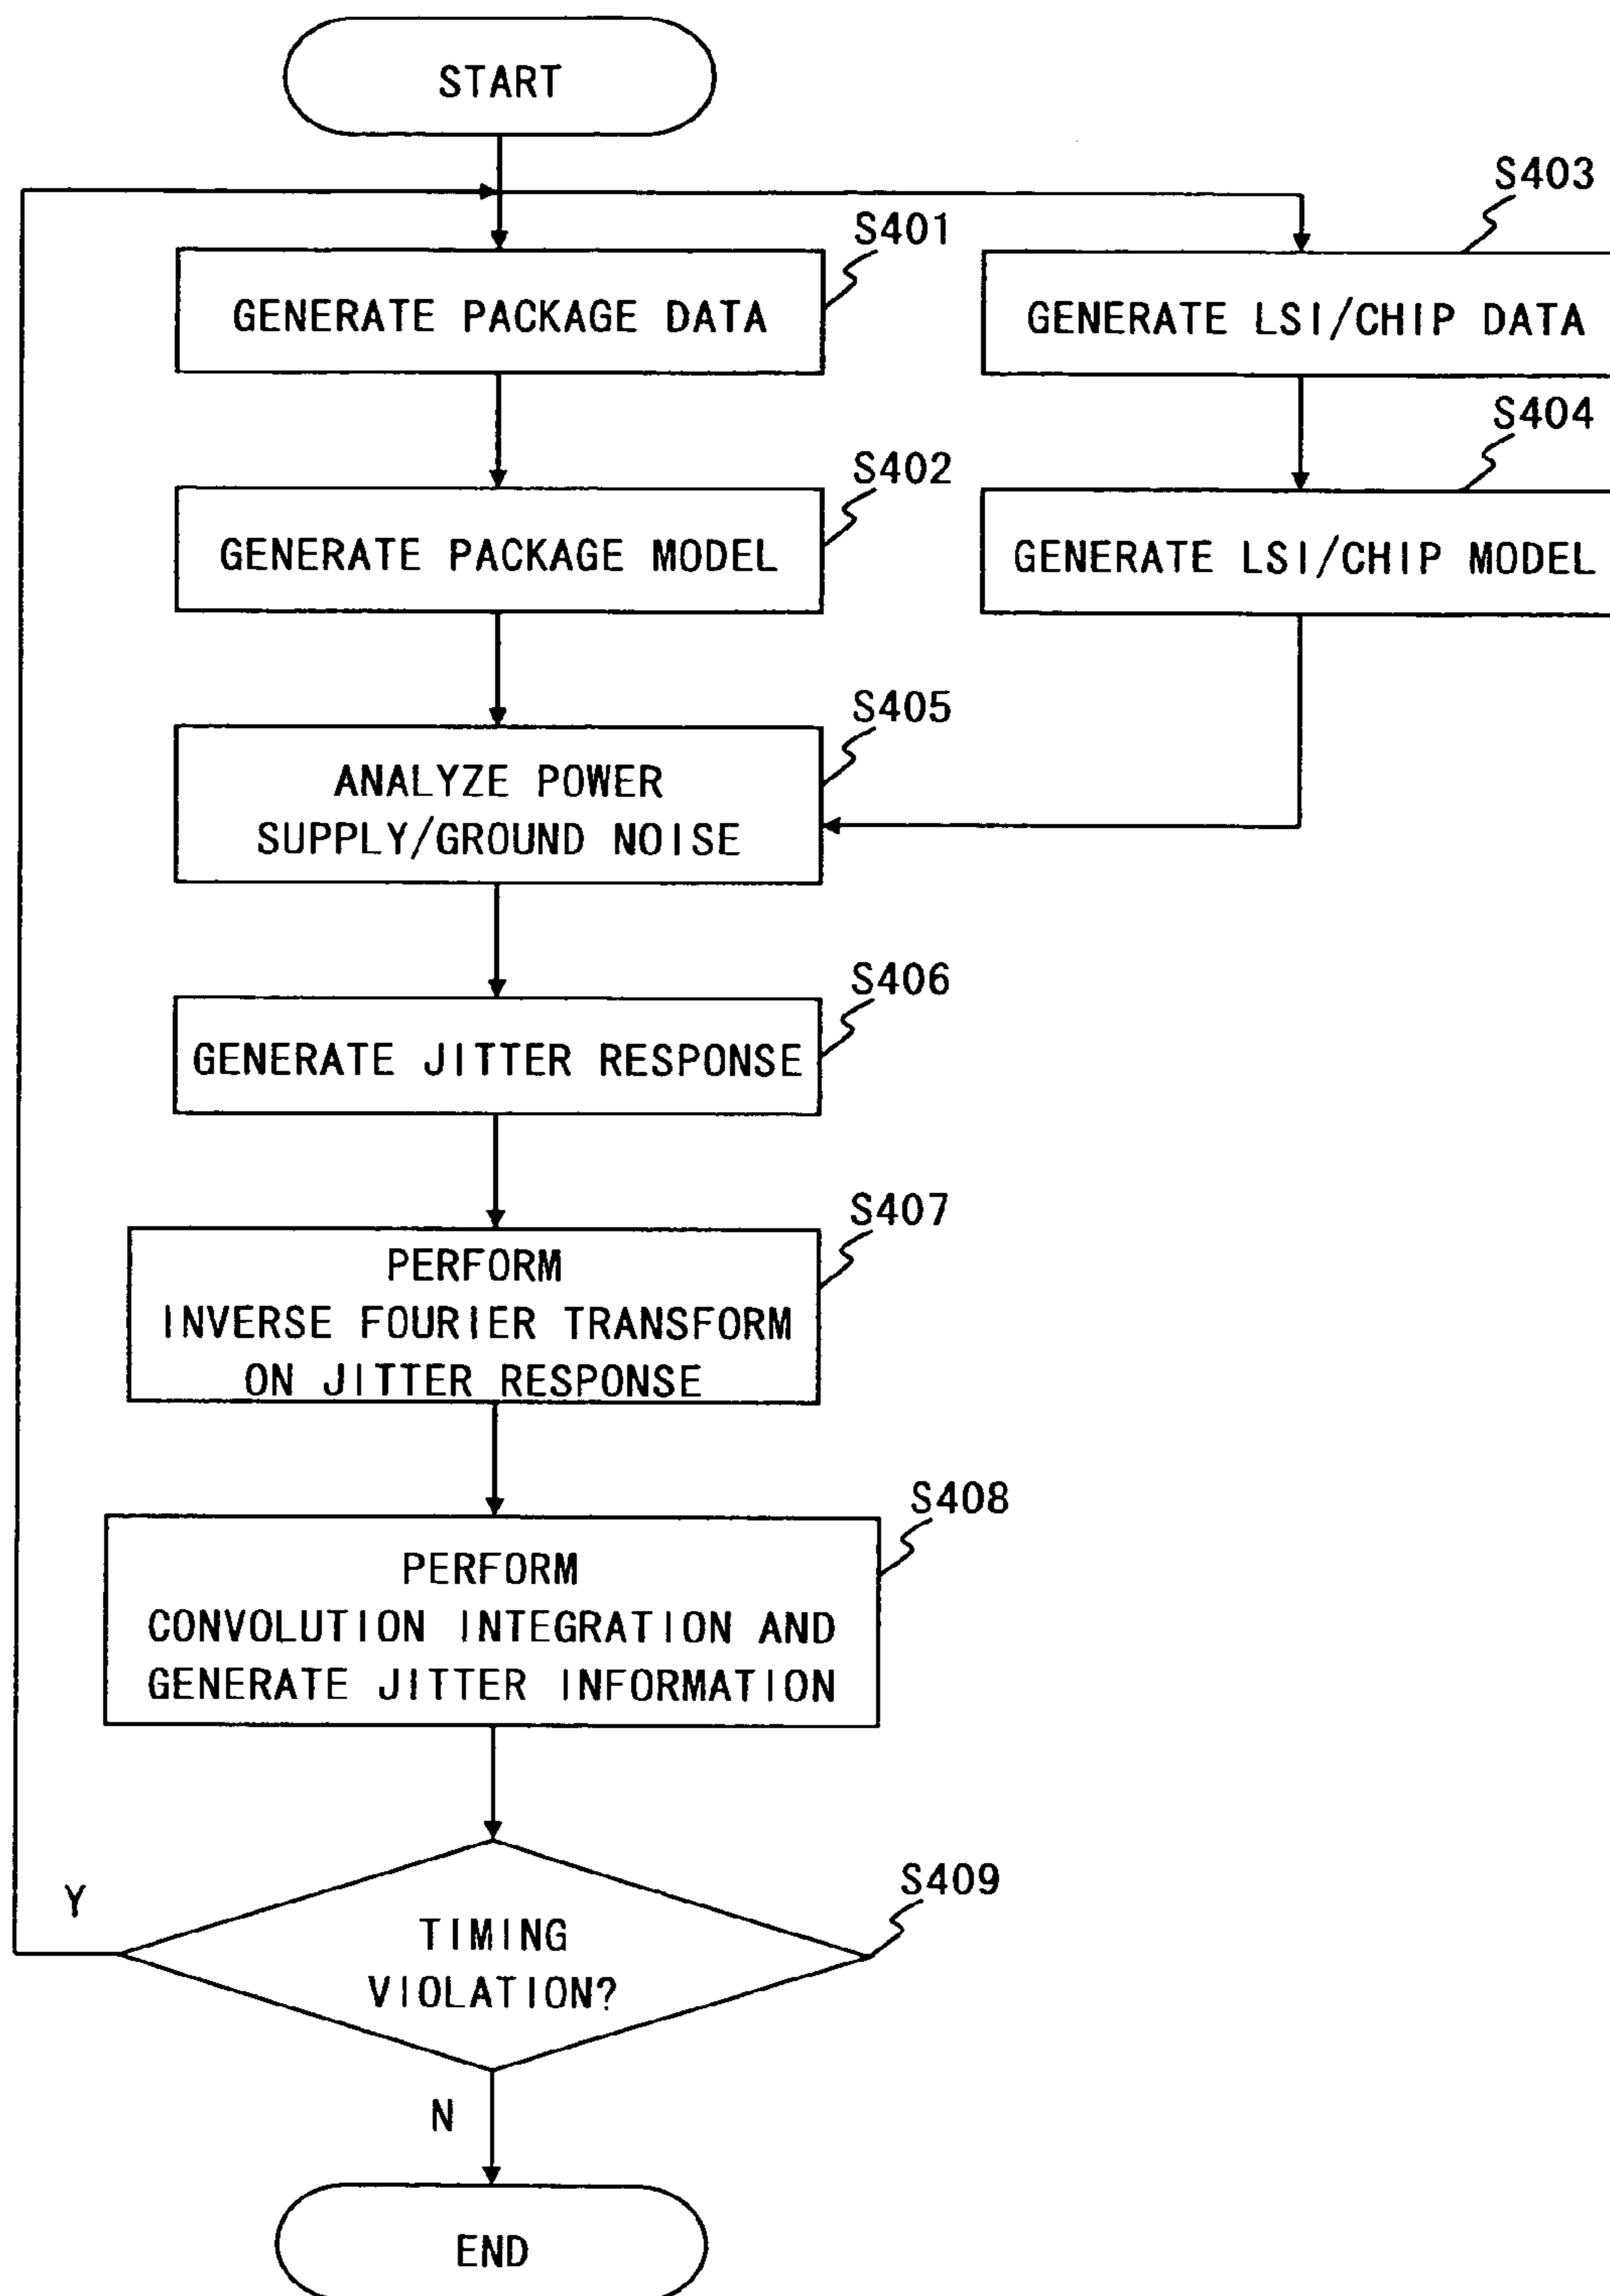 START
S403
S401
GENERATE PACKAGE DATA
GENERATE LSI/CHIP DATA
S404
S402
GENERATE PACKAGE MODEL
GENERATE LSI/CHIP MODEL
S405
ANALYZE POWER
SUPPLY/GROUND NOISE
S406
GENERATE JITTER RESPONSE
S407
PERFORM
INVERSE FOURIER TRANSFORM
ON JITTER RESPONSE
S408
PERFORM
CONVOLUTION INTEGRATION AND
GENERATE JITTER INFORMATION
S409
Y
TIMING
VIOLATION?
N
END